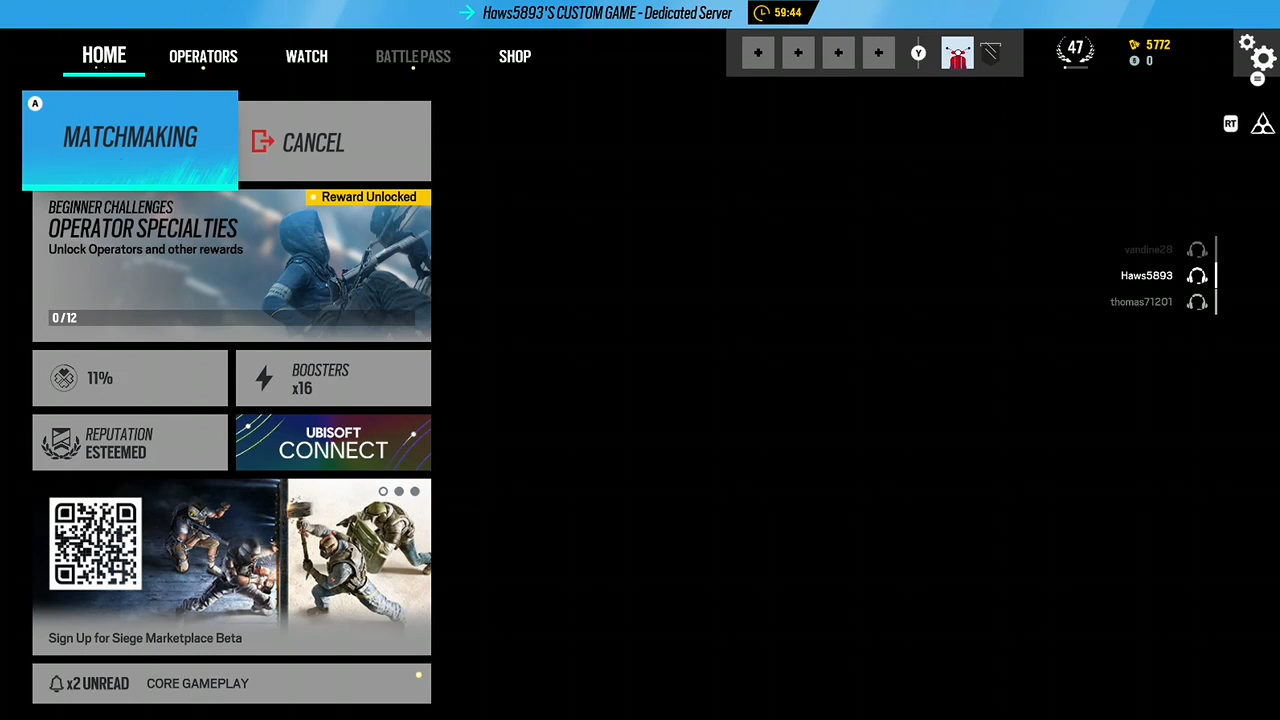 Haws5893'S CUSTOM GAME - Dedicated Server
59:44
HOME
OPERATORS
WATCH
BATTLE PASS
SHOP
+ + + +
Y
47
5772
0
A
MATCHMAKING
CANCEL
RT
Reward Unlocked
BEGINNER CHALLENGES
OPERATOR SPECIALTIES
Unlock Operators and other rewards
0/12
vandine28
Haws5893
thomas71201
11%
BOOSTERS
x16
REPUTATION
ESTEEMED
UBISOFT
CONNECT
Sign Up for Siege Marketplace Beta
x2 UNREAD
CORE GAMEPLAY